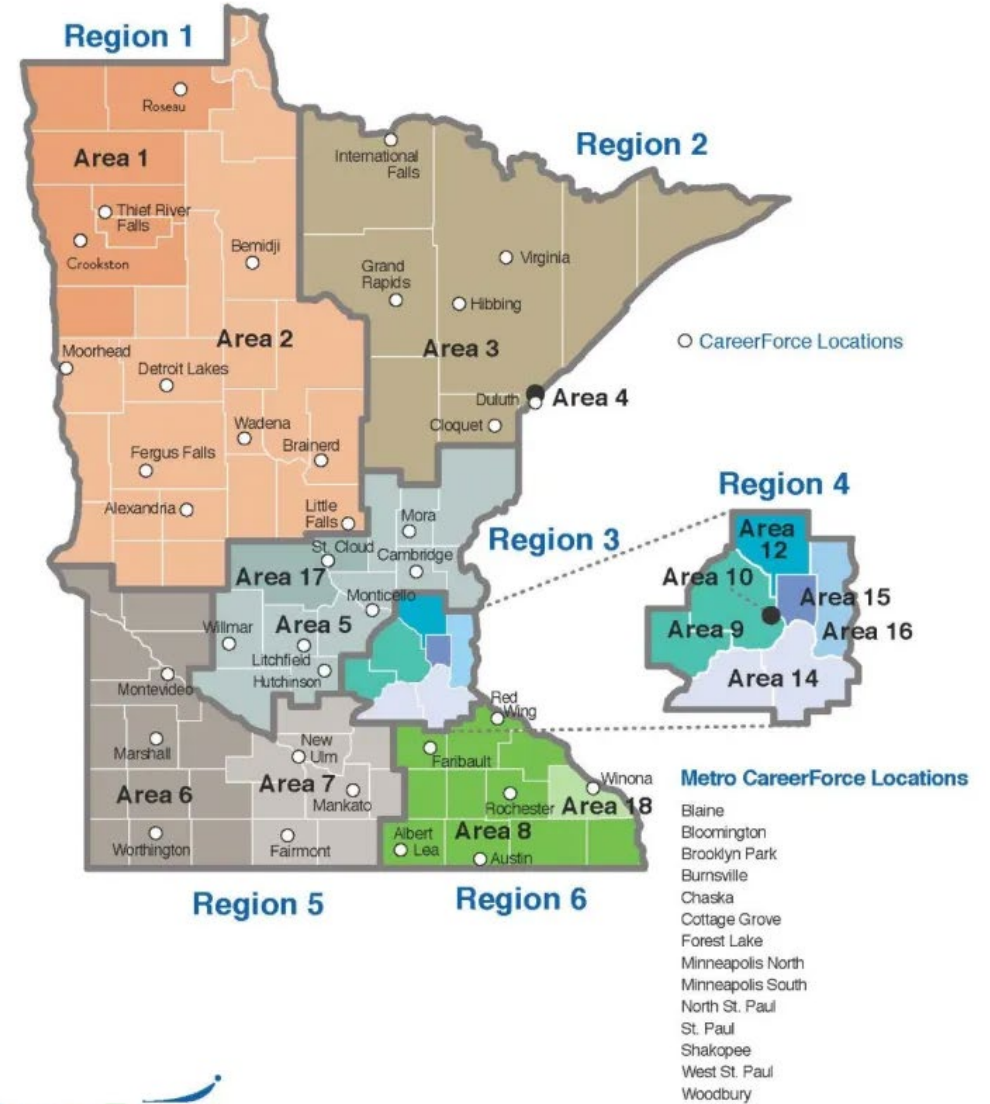 Region 1
Roseau
Area 1
Region 2
International
Falls
Thief River
Falls
Crookston
Bemidji
Virginia
Grand
Rapids
Hibbing
Area 2
Area 3
CareerForce Locations
Moorhead
Detroit Lakes
Duluth
Area 4
Cloquet
Wadena
Brainerd
Fergus Falls
Alexandria
Little
Falls
Mora
Region 4
Region 3
St. Cloud
Cambridge
Area 17
Monticello
Area
12
Area 10
Area 15
Area 9
Area 16
Area 14
Willmar
Area 5
Litchfield
Hutchinson
Montevideo
Red
Wing
Marshall
New
Ulm
Faribault
Area 6
Area 7
Mankato
Winona
Rochester
Area 18
Worthington
Fairmont
Albert
Lea
Area 8
Austin
Region 5
Region 6
Metro CareerForce Locations
Blaine
Bloomington
Brooklyn Park
Burnsville
Chaska
Cottage Grove
Forest Lake
Minneapolis North
Minneapolis South
North St. Paul
St. Paul
Shakopee
West St. Paul
Woodbury